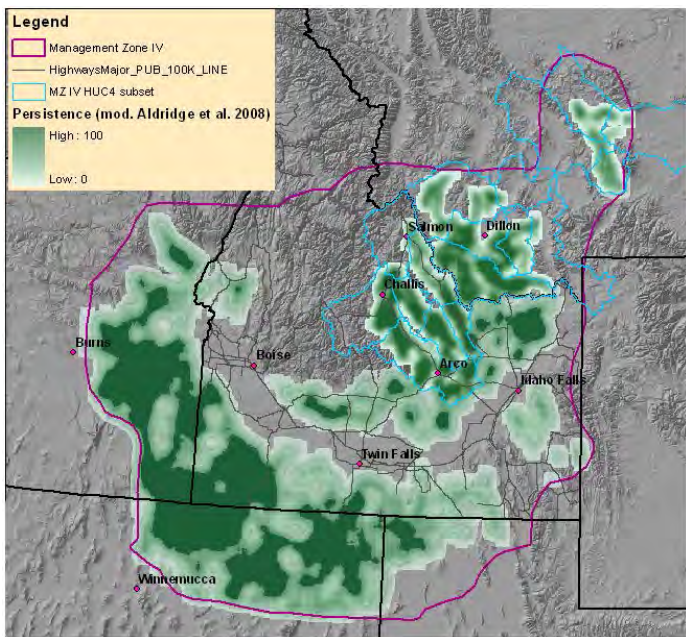 Legend
Management Zone IV
HighwaysMajor_PUB_100K_LINE
MZ IV HUC4 subset
Persistence (mod. Aldridge et al. 2008)
High : 100
Low : 0
Salmon
Dillon
Challis
Burns
Boise
Arco
Idaho Falls
Twin Falls
Winnemucca